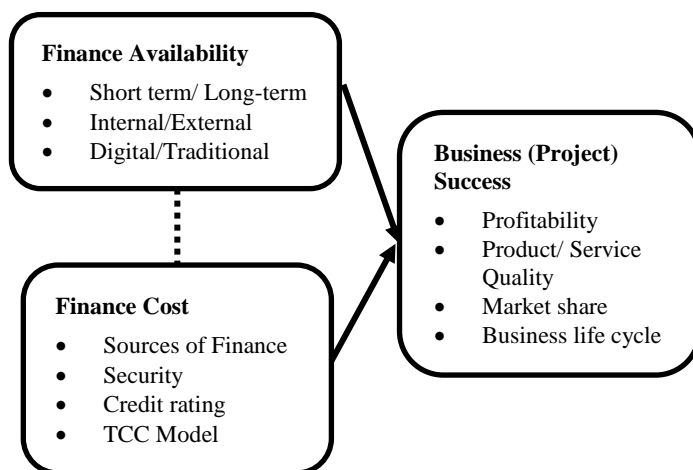 Finance Availability
• Short term/ Long-term
• Internal/External
• Digital/Traditional
Finance Cost
• Sources of Finance
• Security
• Credit rating
• TCC Model
Business (Project)
Success
• Profitability
• Product/ Service
Quality
• Market share
• Business life cycle